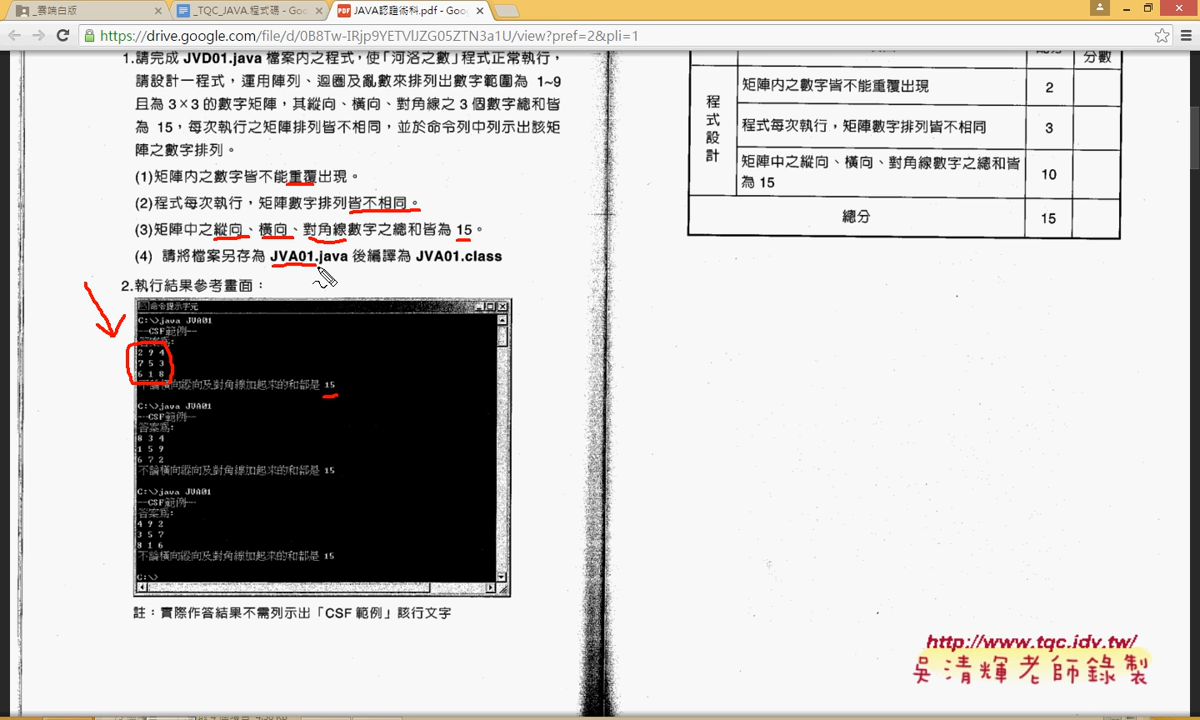 _雲端白版
_TQC_JAVA.程式碼 - Goo
JAVA認證術科.pdf - Goo
https://drive.google.com/file/d/0B8Tw-IRjp9YETVlJZG05ZTN3a1U/view?pref=2&pli=1
1.請完成 JVD01.java 檔案內之程式，使「河洛之數」程式正常執行，
請設計一程式，運用陣列、迴圈及亂數來排列出數字範圍為 1~9
且為 3×3 的數字矩陣，其縱向、橫向、對角線之 3 個數字總和皆
為 15，每次執行之矩陣排列皆不相同，並於命令列中列示出該矩
陣之數字排列。
(1)矩陣內之數字皆不能重覆出現。
(2)程式每次執行，矩陣數字排列皆不相同。
(3)矩陣中之縱向、橫向、對角線數字之總和皆為 15。
(4) 請將檔案另存為 JVA01.java 後編譯為 JVA01.class
2.執行結果參考畫面：
命令提示字元
C:\>java JVA01
--CSF範例--
答案為:
2 9 4
7 5 3
6 1 8
不論橫向縱向及對角線加起來的和都是 15
C:\>java JVA01
--CSF範例--
答案為:
8 3 4
1 5 9
6 7 2
不論橫向縱向及對角線加起來的和都是 15
C:\>java JVA01
--CSF範例--
答案為:
4 9 2
3 5 7
8 1 6
不論橫向縱向及對角線加起來的和都是 15
C:\>
註：實際作答結果不需列示出「CSF 範例」該行文字
分數
程式設計
矩陣內之數字皆不能重覆出現 2
程式每次執行，矩陣數字排列皆不相同 3
矩陣中之縱向、橫向、對角線數字之總和皆
為 15 10
總分 15
http://www.tqc.idv.tw/
吳清輝老師錄製